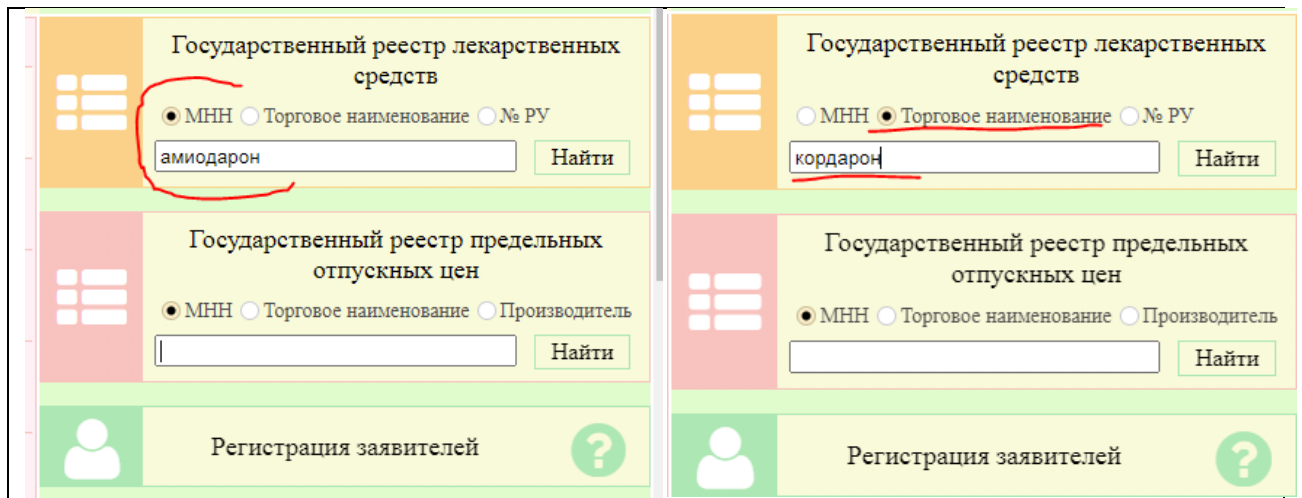 Государственный реестр лекарственных
средств
МНН Торговое наименование № РУ
амиодарон Найти
Государственный реестр предельных
отпускных цен
МНН Торговое наименование Производитель
Найти
Регистрация заявителей ?
Государственный реестр лекарственных
средств
МНН Торговое наименование № РУ
кордарон Найти
Государственный реестр предельных
отпускных цен
МНН Торговое наименование Производитель
Найти
Регистрация заявителей ?